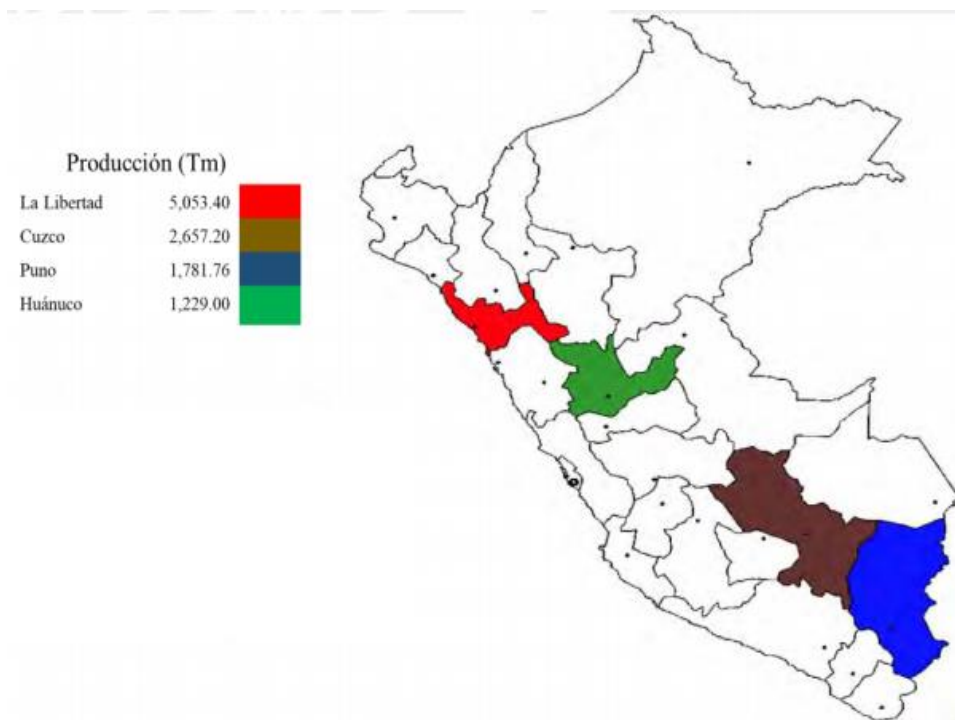 Producción (Tm)
La Libertad 5,053.40
Cuzco 2,657.20
Puno 1,781.76
Huánuco 1,229.00